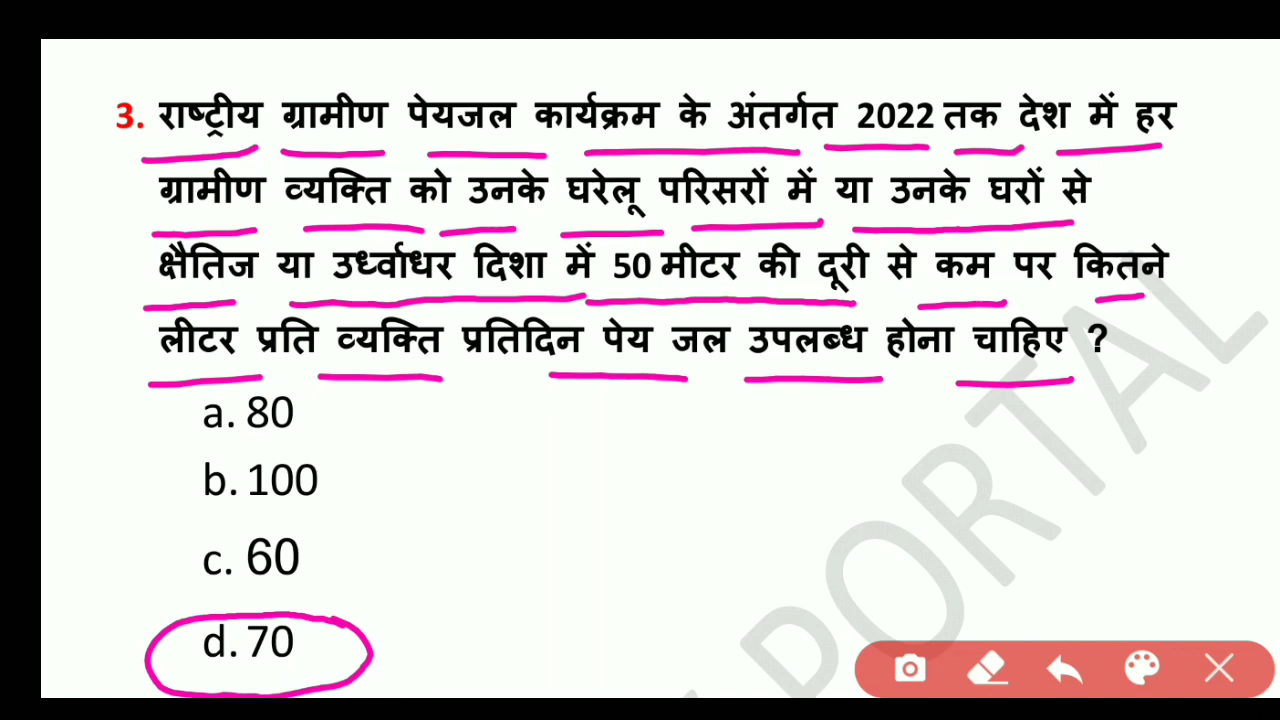 3. राष्ट्रीय ग्रामीण पेयजल कार्यक्रम के अंतर्गत 2022 तक देश में हर
ग्रामीण व्यक्ति को उनके घरेलू परिसरों में या उनके घरों से
क्षैतिज या उर्ध्वाधर दिशा में 50 मीटर की दूरी से कम पर कितने
लीटर प्रति व्यक्ति प्रतिदिन पेय जल उपलब्ध होना चाहिए ?
a. 80
b. 100
c. 60
d. 70
PORTAL